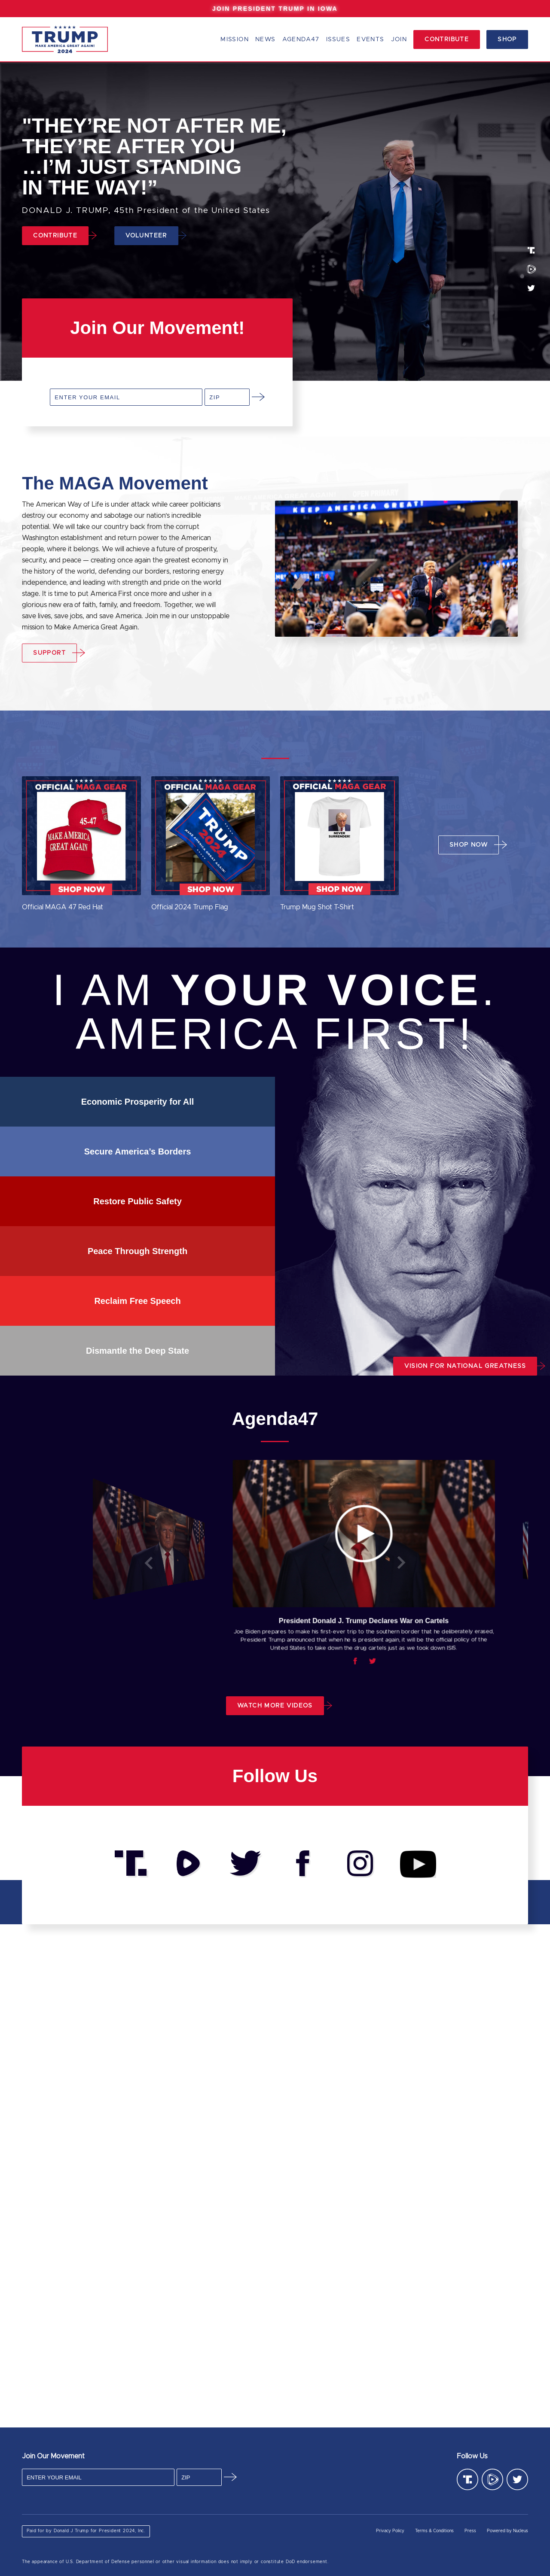 JOIN PRESIDENT TRUMP IN IOWA
TRUMP
MAKE AMERICA GREAT AGAIN!
2024
MISSION NEWS AGENDA47 ISSUES EVENTS JOIN CONTRIBUTE SHOP
"THEY’RE NOT AFTER ME,
THEY’RE AFTER YOU
…I’M JUST STANDING
IN THE WAY!”
DONALD J. TRUMP, 45th President of the United States
CONTRIBUTE VOLUNTEER
Join Our Movement!
ENTER YOUR EMAIL ZIP
The MAGA Movement
The American Way of Life is under attack while career politicians
destroy our economy and sabotage our nation’s incredible
potential. We will take our country back from the corrupt
Washington establishment and return power to the American
people, where it belongs. We will achieve a future of prosperity,
security, and peace — creating once again the greatest economy in
the world, defending our borders, restoring energy
independence, and leading with strength and pride on the world
stage. It is time to put America First once more and usher in a
glorious new era of faith, family, and freedom. Together, we will
save lives, save jobs, and save America. Join me in our unstoppable
mission to Make America Great Again.
KEEP AMERICA GREAT!
SUPPORT
OFFICIAL MAGA GEAR
45-47
MAKE AMERICA
GREAT AGAIN
SHOP NOW
Official MAGA 47 Red Hat
OFFICIAL MAGA GEAR
TRUMP
2024
SHOP NOW
Official 2024 Trump Flag
OFFICIAL MAGA GEAR
NEVER
SURRENDER!
SHOP NOW
Trump Mug Shot T-Shirt
SHOP NOW
I AM YOUR VOICE.
AMERICA FIRST!
Economic Prosperity for All
Secure America’s Borders
Restore Public Safety
Peace Through Strength
Reclaim Free Speech
Dismantle the Deep State
VISION FOR NATIONAL GREATNESS
Agenda47
President Donald J. Trump Declares War on Cartels
Joe Biden prepares to make his first-ever trip to the southern border that he deliberately erased,
President Trump announced that when he is president again, it will be the official policy of the
United States to take down the drug cartels just as we took down ISIS.
WATCH MORE VIDEOS
Follow Us
Join Our Movement
ENTER YOUR EMAIL ZIP
Follow Us
Paid for by Donald J Trump for President 2024, Inc.
Privacy Policy Terms & Conditions Press Powered by Nucleus
The appearance of U.S. Department of Defense personnel or other visual information does not imply or constitute DoD endorsement.